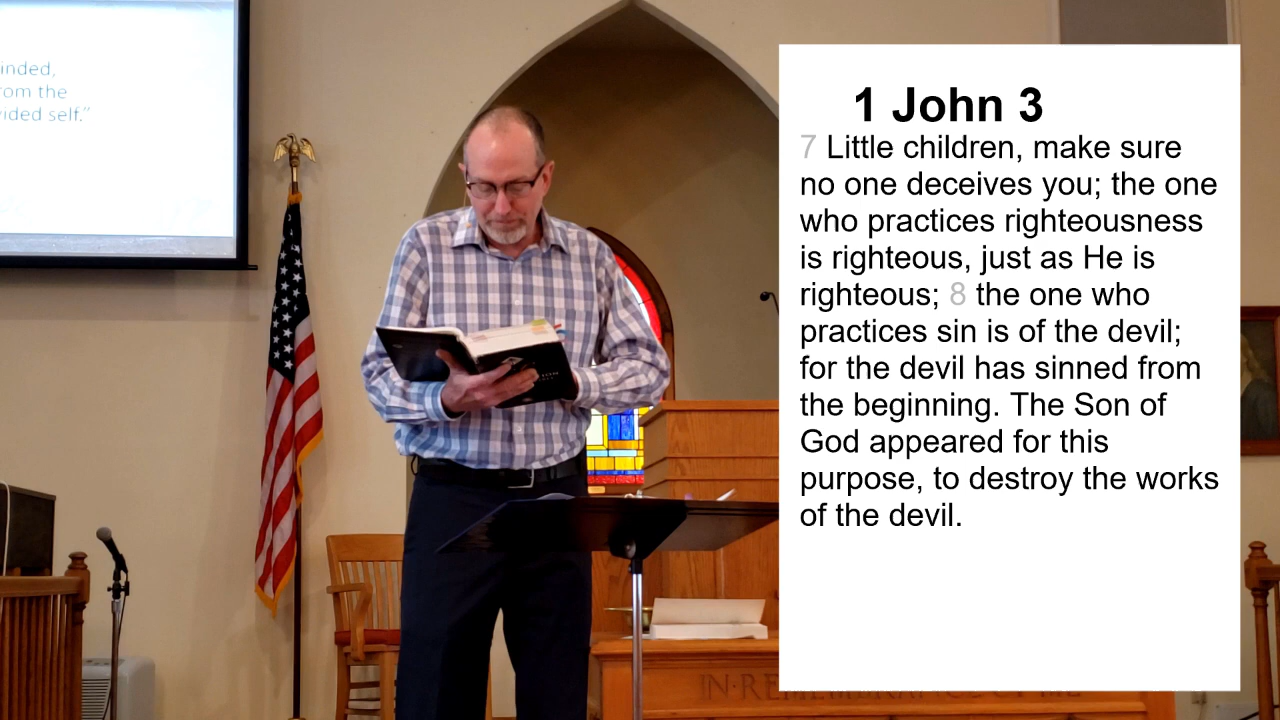 inded,
rom the
vided self.”
1 John 3
7 Little children, make sure
no one deceives you; the one
who practices righteousness
is righteous, just as He is
righteous; 8 the one who
practices sin is of the devil;
for the devil has sinned from
the beginning. The Son of
God appeared for this
purpose, to destroy the works
of the devil.